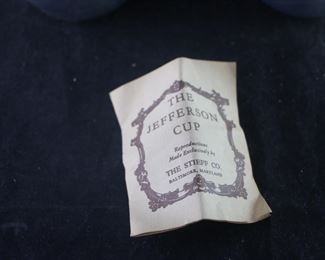 THE
JEFFERSON
CUP
Reproductions
Made Exclusively by
THE STIEFF CO.
BALTIMORE, MARYLAND